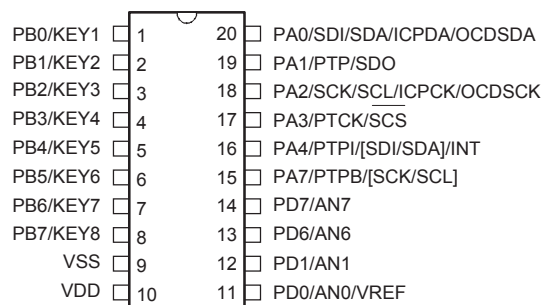 PB0/KEY1 1 20 PA0/SDI/SDA/ICPDA/OCDSDA
PB1/KEY2 2 19 PA1/PTP/SDO
PB2/KEY3 3 18 PA2/SCK/SCL/ICPCK/OCDSCK
PB3/KEY4 4 17 PA3/PTCK/SCS
PB4/KEY5 5 16 PA4/PTPI/[SDI/SDA]/INT
PB5/KEY6 6 15 PA7/PTPB/[SCK/SCL]
PB6/KEY7 7 14 PD7/AN7
PB7/KEY8 8 13 PD6/AN6
VSS 9 12 PD1/AN1
VDD 10 11 PD0/AN0/VREF